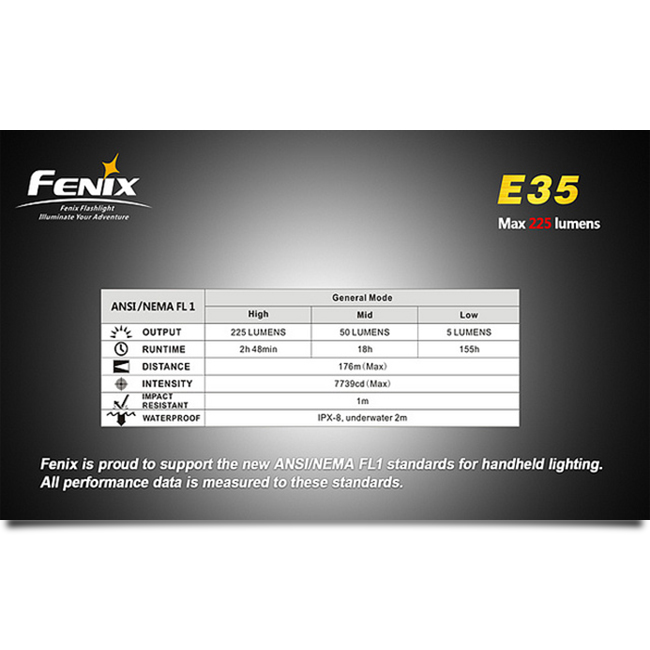 FENIX
Fenix Flashlight
Illuminate Your Adventure
E35
Max 225 lumens
ANSI/NEMA FL 1
General Mode
High Mid Low
OUTPUT 225 LUMENS 50 LUMENS 5 LUMENS
RUNTIME 2h 48min 18h 155h
DISTANCE 176m (Max)
INTENSITY 7739cd (Max)
IMPACT
RESISTANT 1m
WATERPROOF IPX-8, underwater 2m
Fenix is proud to support the new ANSI/NEMA FL1 standards for handheld lighting.
All performance data is measured to these standards.